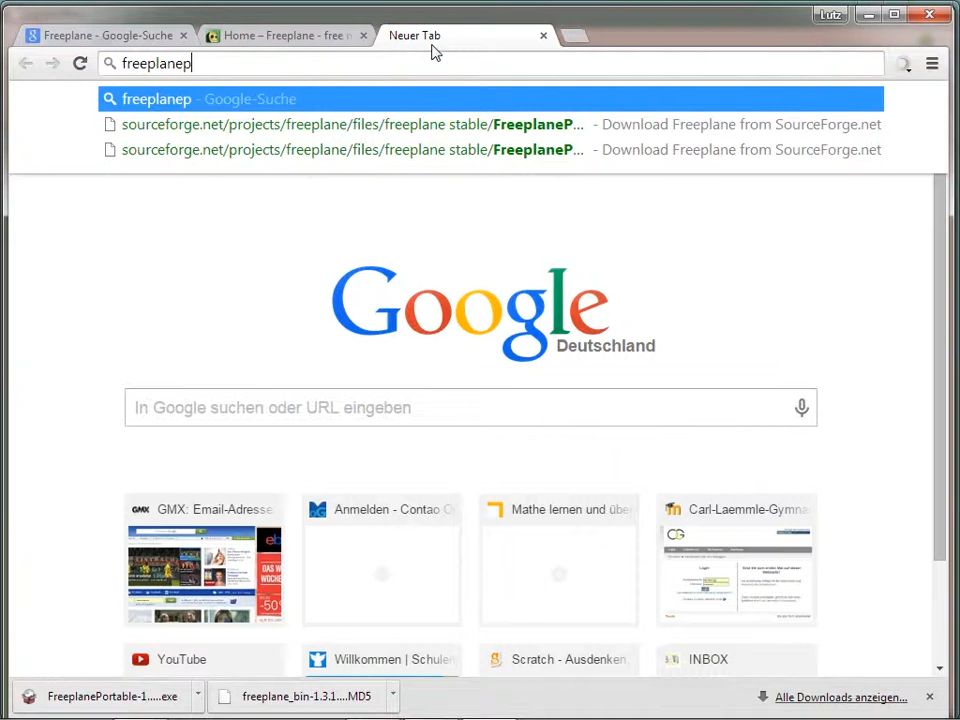 Lutz
Freeplane - Google-Suche
Home – Freeplane - free
Neuer Tab
freeplanep
freeplanep - Google-Suche
sourceforge.net/projects/freeplane/files/freeplane stable/FreeplaneP... - Download Freeplane from SourceForge.net
sourceforge.net/projects/freeplane/files/freeplane stable/FreeplaneP... - Download Freeplane from SourceForge.net
Google
Deutschland
In Google suchen oder URL eingeben
GMX GMX: Email-Adresse
Anmelden - Contao
Mathe lernen und übe
Carl-Laemmle-Gymna
YouTube
Willkommen | Schule
Scratch - Ausdenken,
INBOX
FreeplanePortable-1....exe
freeplane_bin-1.3.1....MD5
Alle Downloads anzeigen...